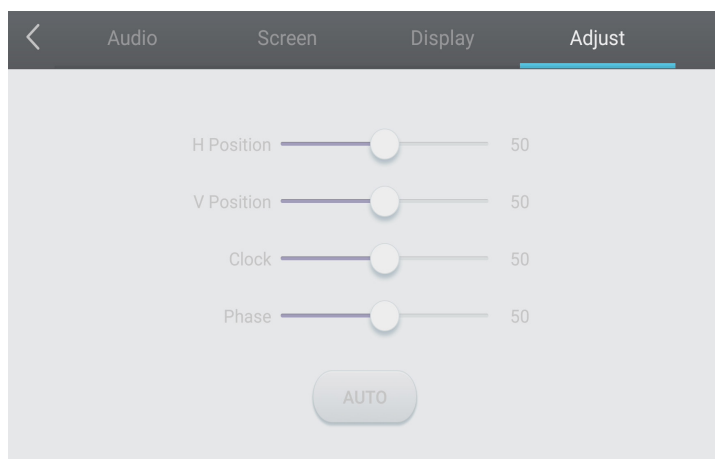 Audio Screen Display Adjust
H Position 50
V Position 50
Clock 50
Phase 50
AUTO